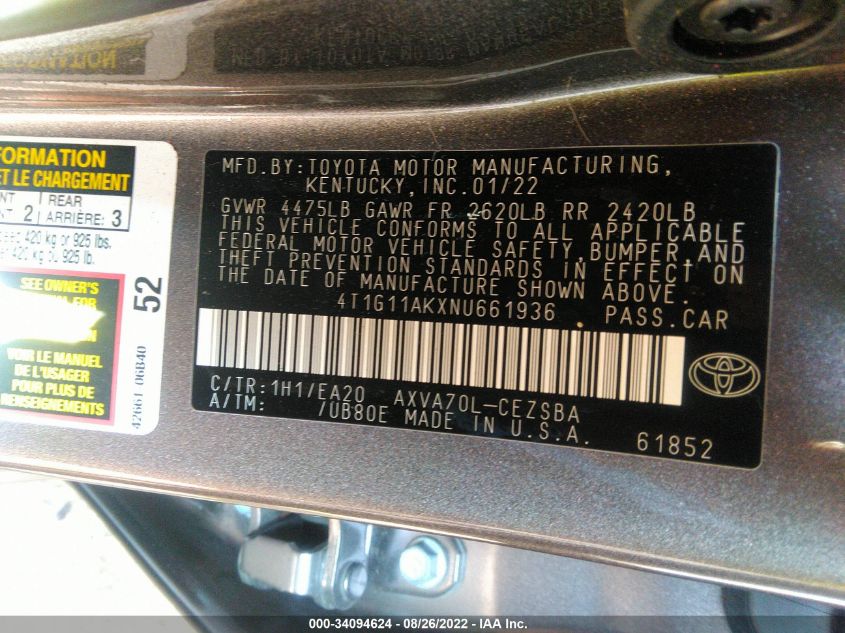 FORMATION
ET LE CHARGEMENT
NT 2
REAR
ARRIÈRE: 3
420 kg or 925 lbs.
420 kg ou 925 lb.
SEE OWNER'S
VOIR LE MANUEL
DE L'USAGER
POUR PLUS DE
52
42661-06B40
MFD.BY:TOYOTA MOTOR MANUFACTURING,
KENTUCKY,INC.01/22
GVWR 4475LB GAWR FR 2620LB RR 2420LB
THIS VEHICLE CONFORMS TO ALL APPLICABLE
FEDERAL MOTOR VEHICLE SAFETY,BUMPER,AND
THEFT PREVENTION STANDARDS IN EFFECT ON
THE DATE OF MANUFACTURE SHOWN ABOVE.
4T1G11AKXNU661936 PASS.CAR
C/TR:1H1/EA20 AXVA70L-CEZSBA
A/TM: /UB80E MADE IN U.S.A.
61852
000-34094624 - 08/26/2022 - IAA Inc.